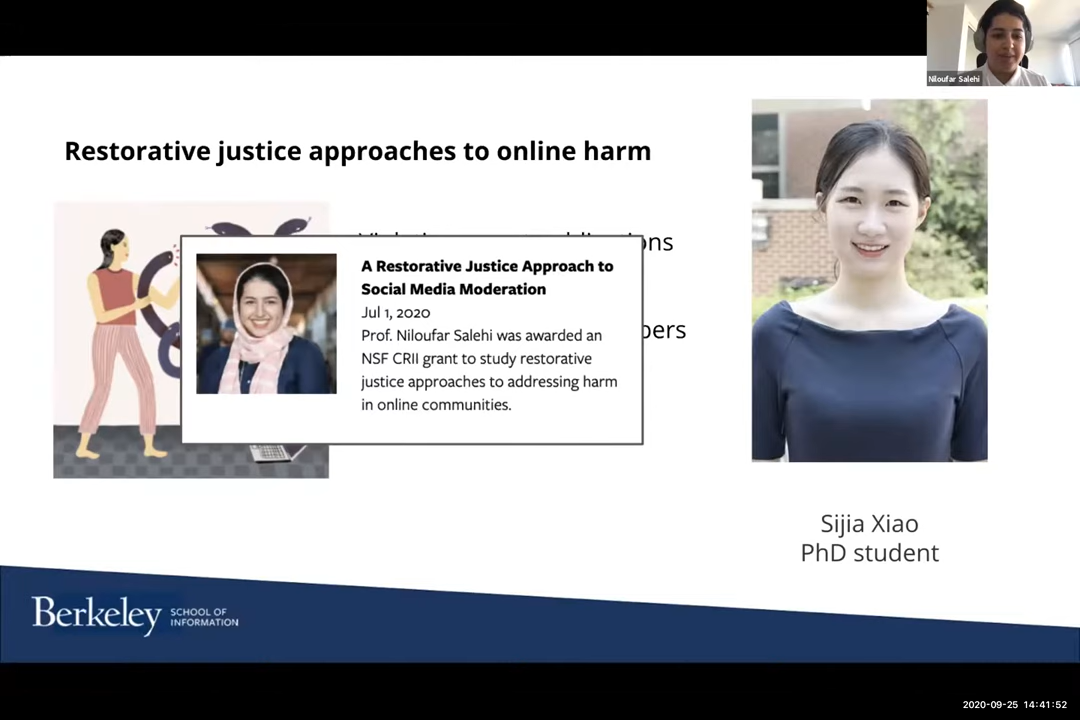 Niloufar Salehi
Restorative justice approaches to online harm
A Restorative Justice Approach to
Social Media Moderation
Jul 1, 2020
Prof. Niloufar Salehi was awarded an
NSF CRII grant to study restorative
justice approaches to addressing harm
in online communities.
Sijia Xiao
PhD student
Berkeley SCHOOL OF
INFORMATION
2020-09-25 14:41:52